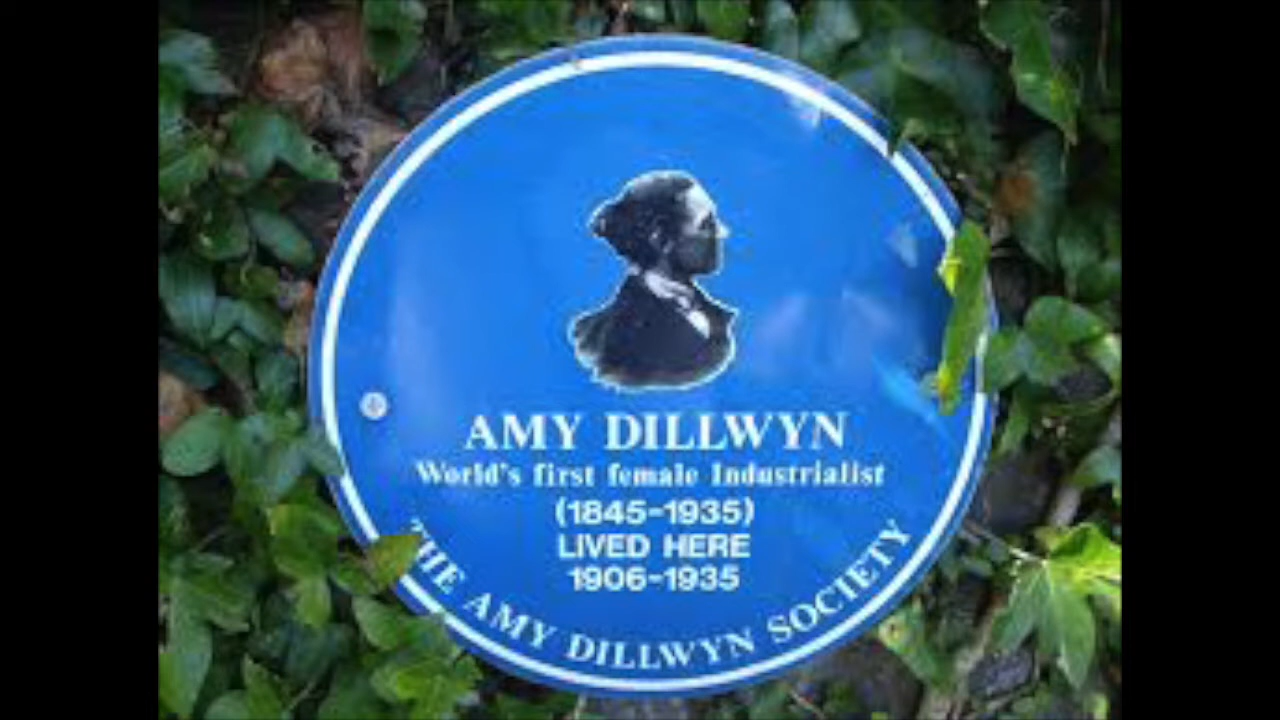 AMY DILLWYN
World's first female Industrialist
(1845-1935)
LIVED HERE
1906-1935
THE AMY DILLWYN SOCIETY